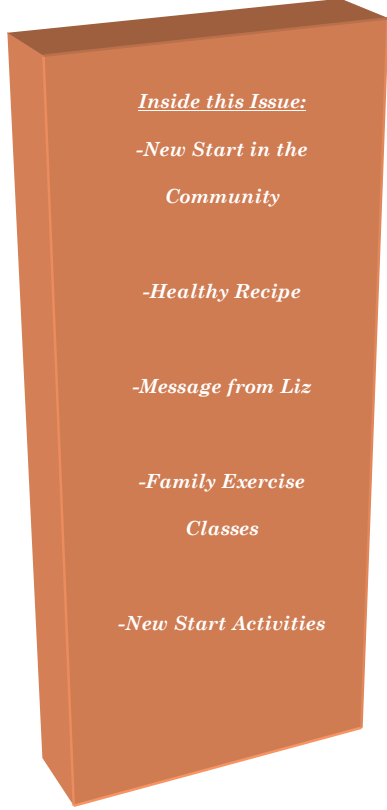 Inside this Issue:
-New Start in the
Community
-Healthy Recipe
-Message from Liz
-Family Exercise
Classes
-New Start Activities